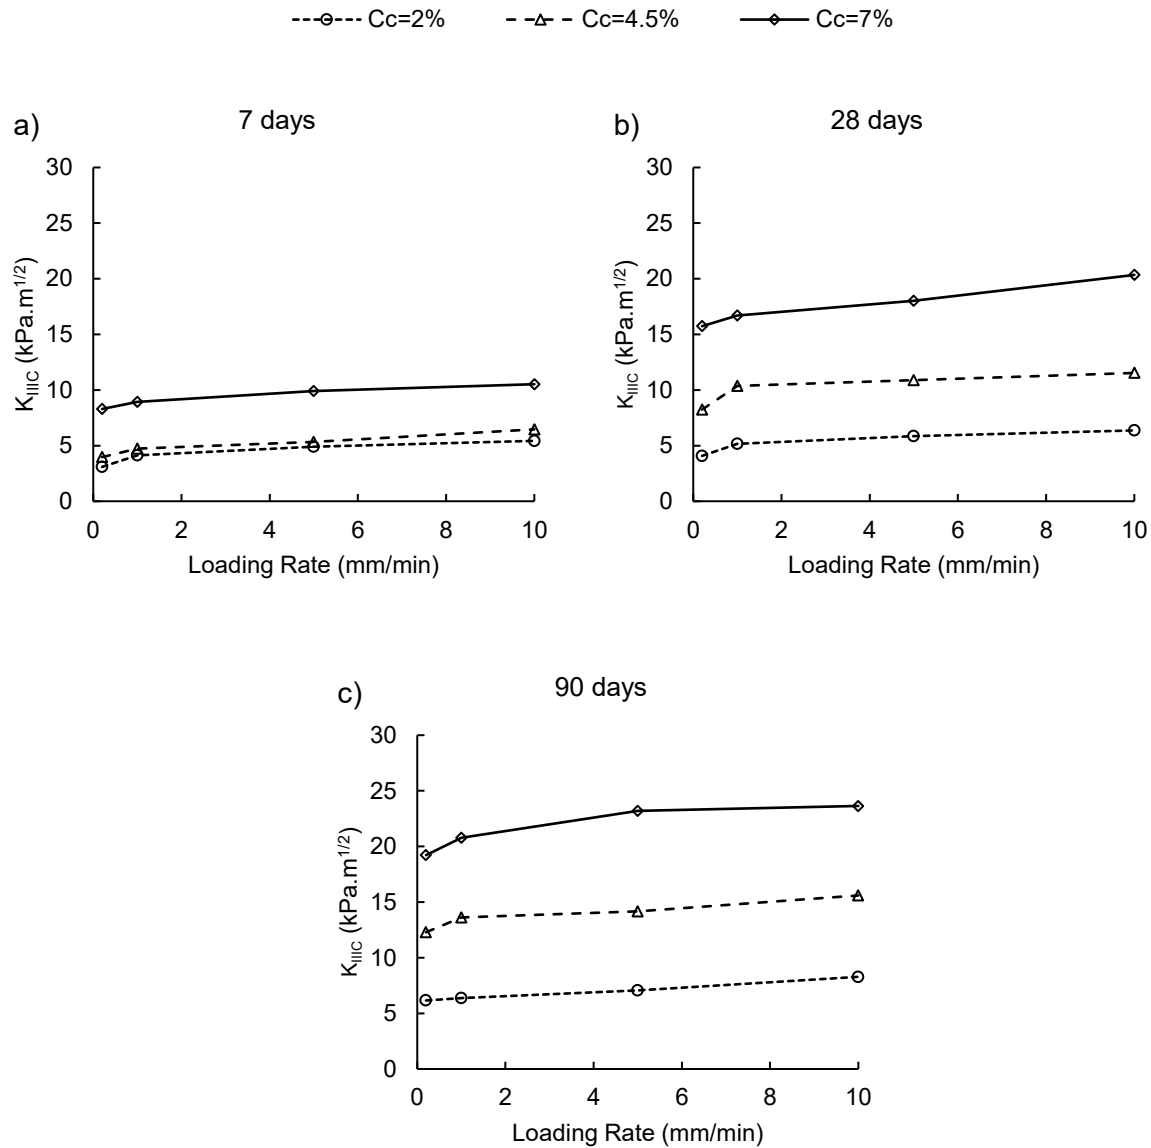 Cc=2% Cc=4.5% Cc=7%
a) 7 days
30
25
20
15
10
5
0
K_IIIC (kPa.m^1/2)
0 2 4 6 8 10
Loading Rate (mm/min)
b) 28 days
30
25
20
15
10
5
0
K_IIIC (kPa.m^1/2)
0 2 4 6 8 10
Loading Rate (mm/min)
c) 90 days
30
25
20
15
10
5
0
K_IIIC (kPa.m^1/2)
0 2 4 6 8 10
Loading Rate (mm/min)